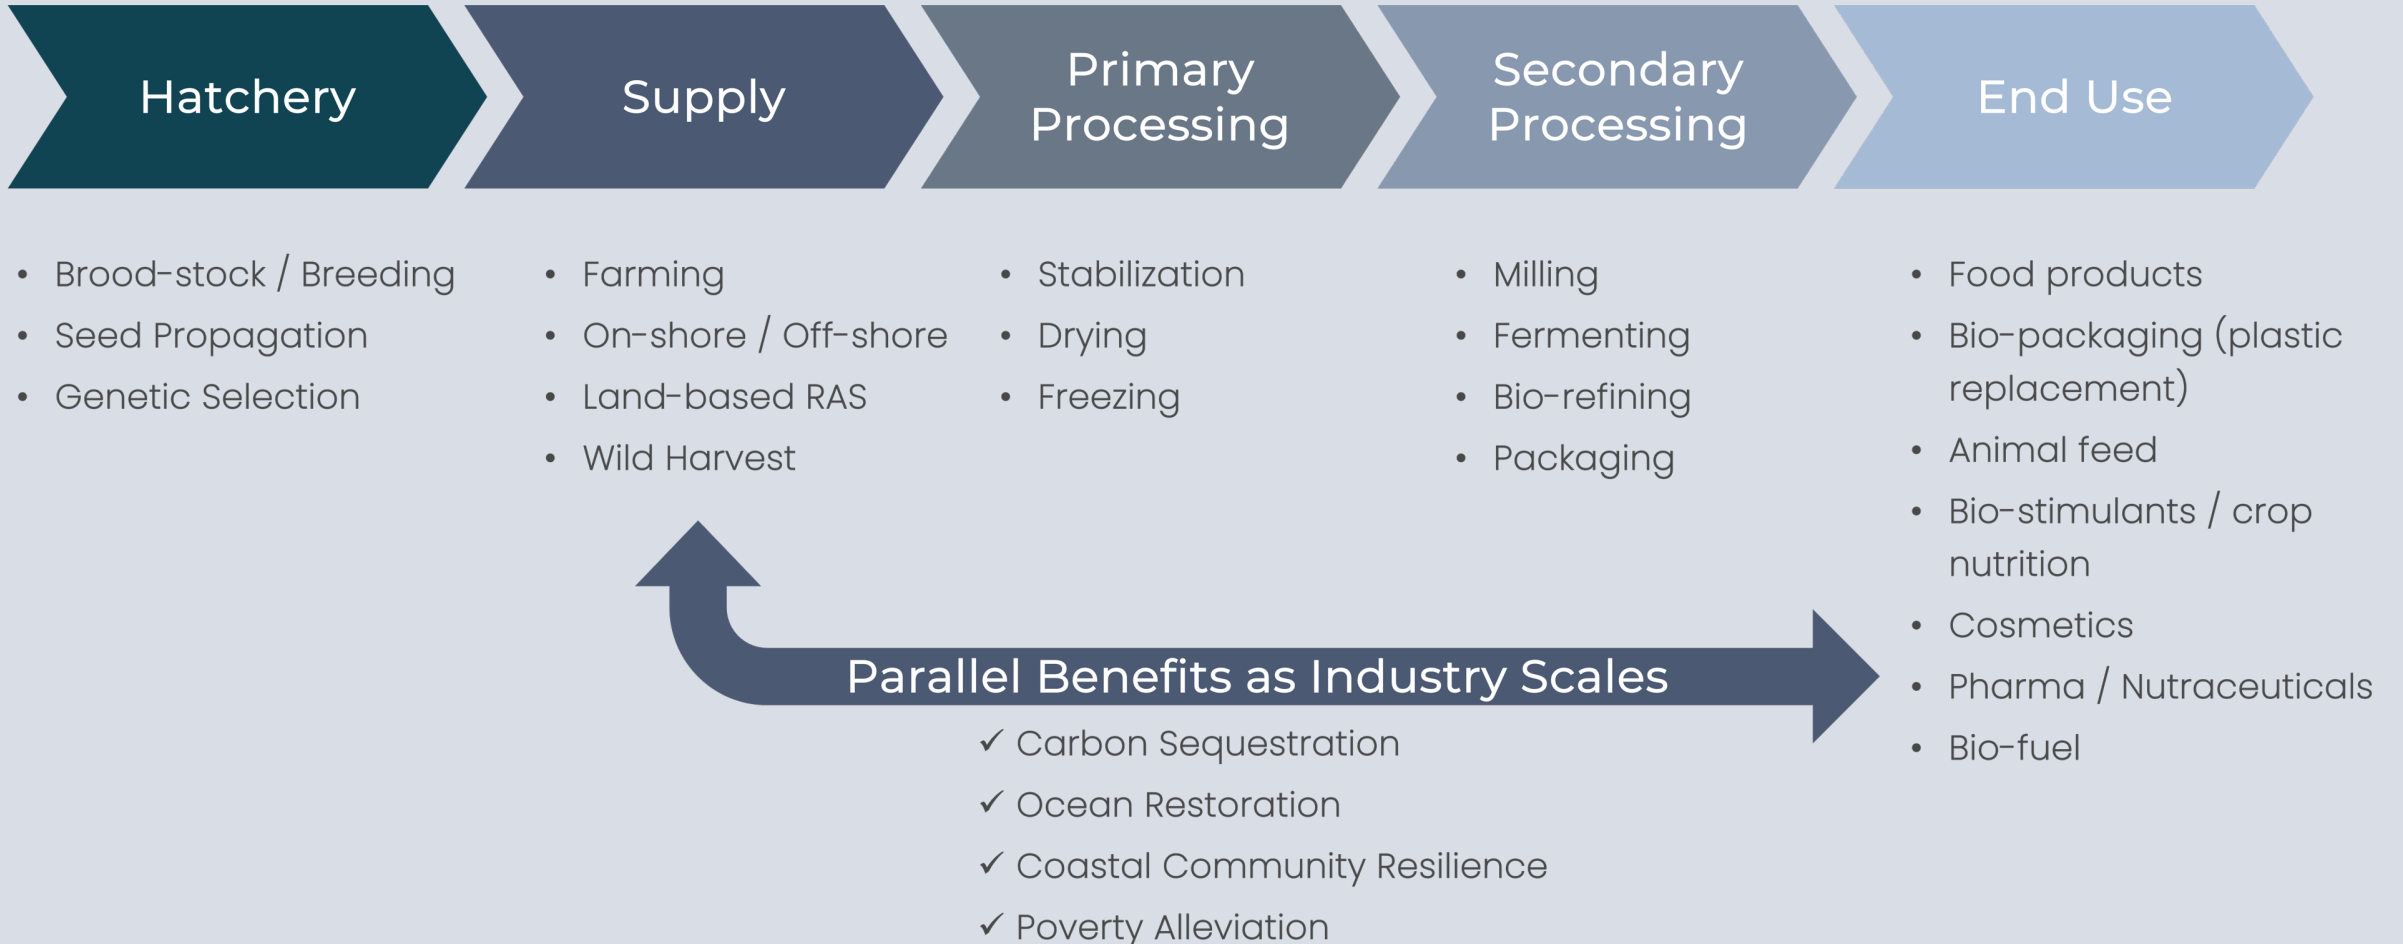 Hatchery
Supply
Primary
Processing
Secondary
Processing
End Use
• Brood-stock / Breeding
• Seed Propagation
• Genetic Selection
• Farming
• On-shore / Off-shore
• Land-based RAS
• Wild Harvest
• Stabilization
• Drying
• Freezing
• Milling
• Fermenting
• Bio-refining
• Packaging
• Food products
• Bio-packaging (plastic
replacement)
• Animal feed
• Bio-stimulants / crop
nutrition
• Cosmetics
• Pharma / Nutraceuticals
• Bio-fuel
Parallel Benefits as Industry Scales
✓ Carbon Sequestration
✓ Ocean Restoration
✓ Coastal Community Resilience
✓ Poverty Alleviation